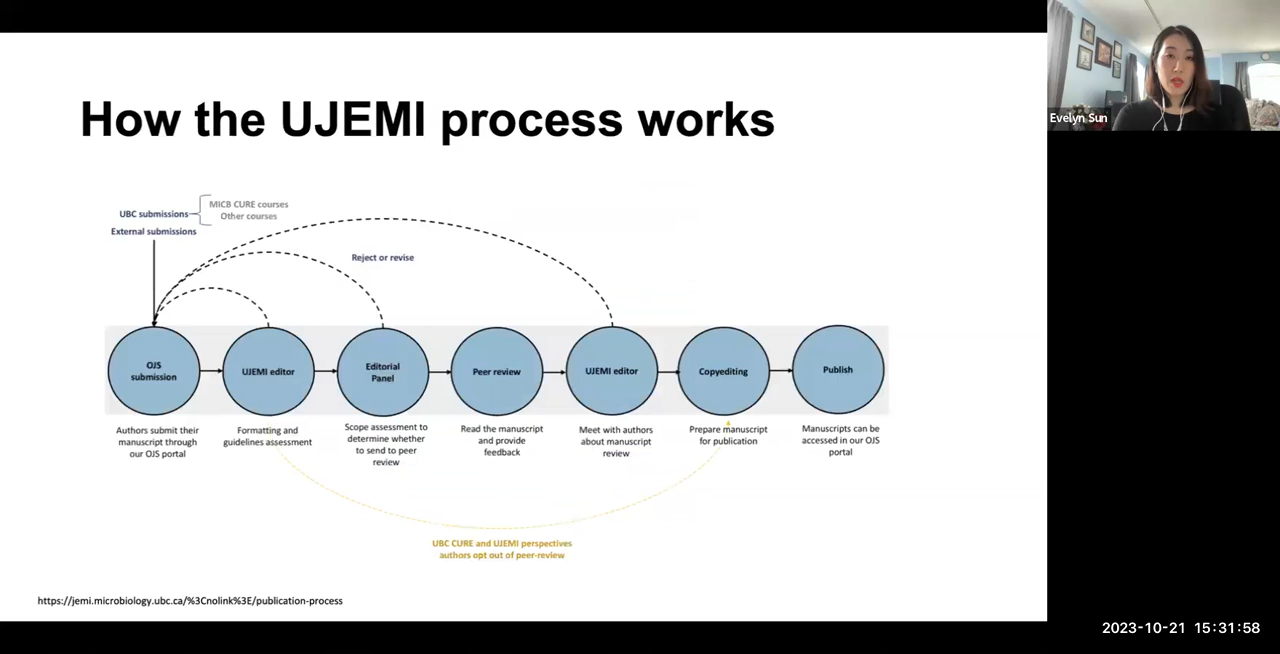 Evelyn Sun
How the UJEMI process works
UBC submissions
MICB CURE courses
Other courses
External submissions
Reject or revise
OJS
submission
UJEMI editor
Editorial
Panel
Peer review
UJEMI editor
Copyediting
Publish
Authors submit their
manuscript through
our OJS portal
Formatting and
guidelines assessment
Scope assessment to
determine whether
to send to peer
review
Read the manuscript
and provide
feedback
Meet with authors
about manuscript
review
Prepare manuscript
for publication
Manuscripts can be
accessed in our OJS
portal
UBC CURE and UJEMI perspectives
authors opt out of peer-review
https://jemi.microbiology.ubc.ca/%3Cnolink%3E/publication-process
2023-10-21 15:31:58